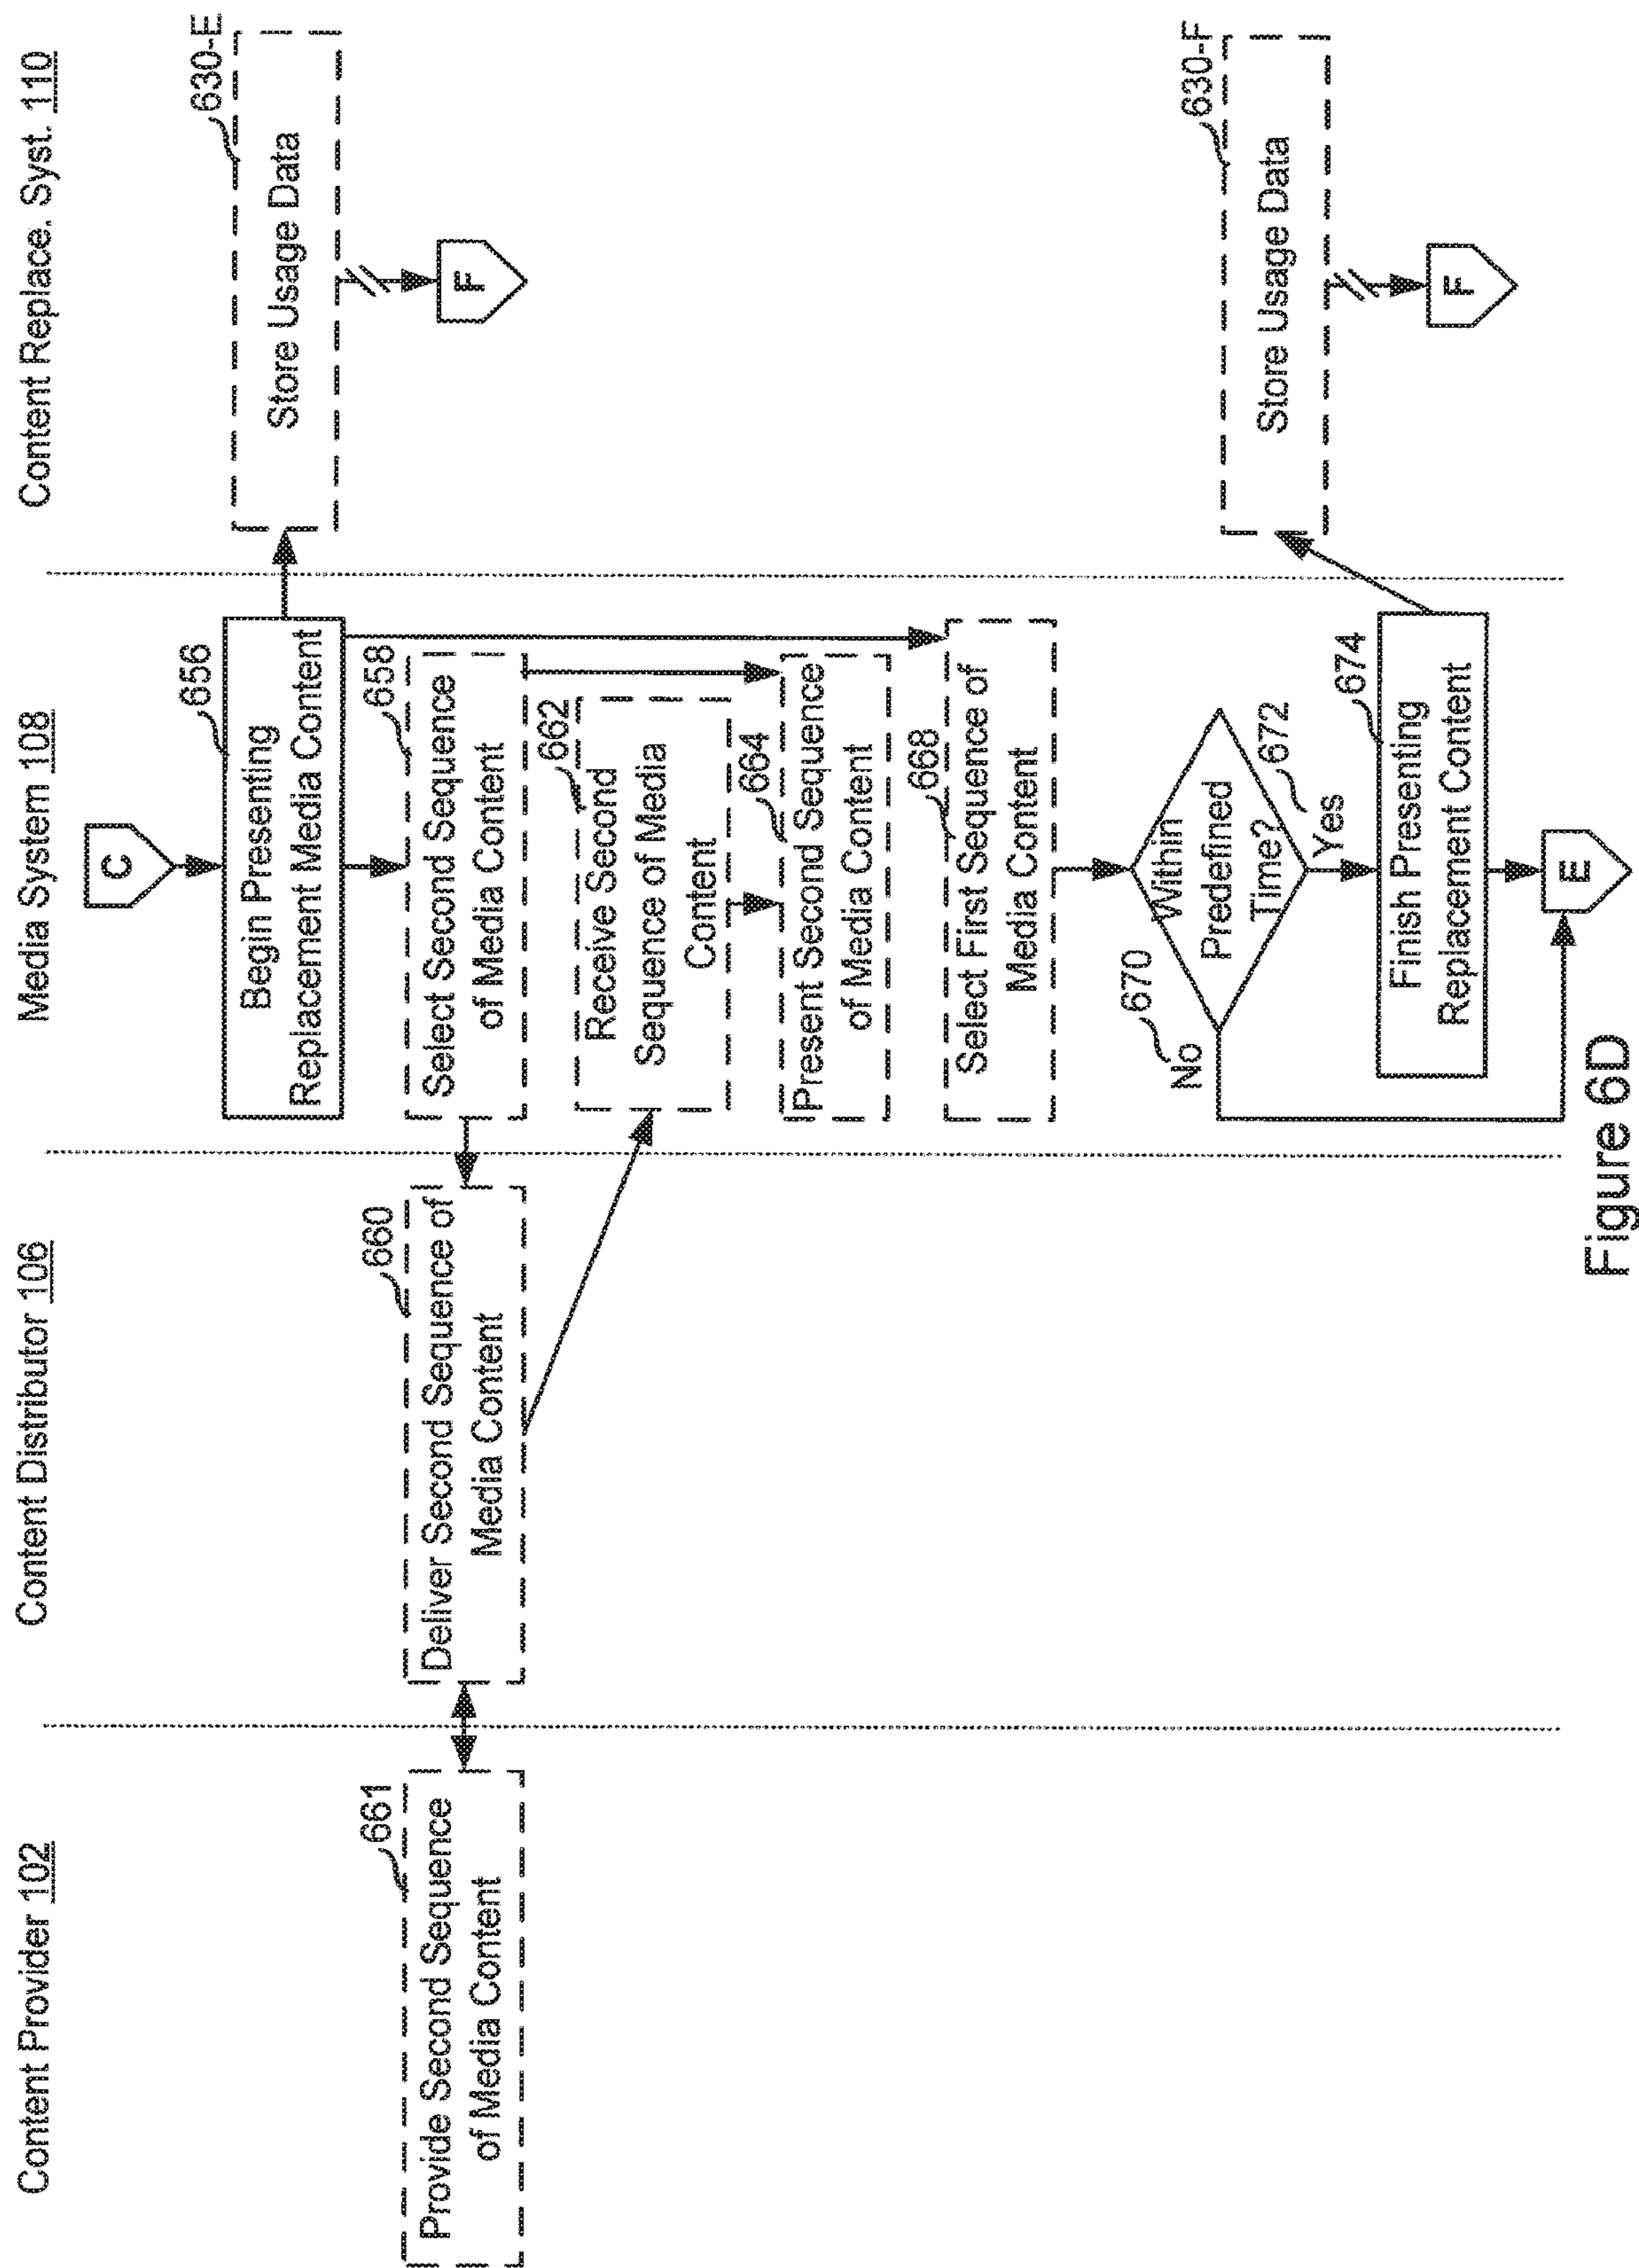 Content Provider 102
Content Distributor 106
Media System 108
Content Replace. Syst. 110
C
656
Begin Presenting
Replacement Media Content
630-E
Store Usage Data
F
661
Provide Second Sequence
of Media Content
660
Deliver Second Sequence of
Media Content
658
Select Second Sequence
of Media Content
662
Receive Second
Sequence of Media
Content
664
Present Second Sequence
of Media Content
668
Select First Sequence of
Media Content
Within
Predefined
Time?
670
No
672
Yes
674
Finish Presenting
Replacement Content
630-F
Store Usage Data
F
E
Figure 6D